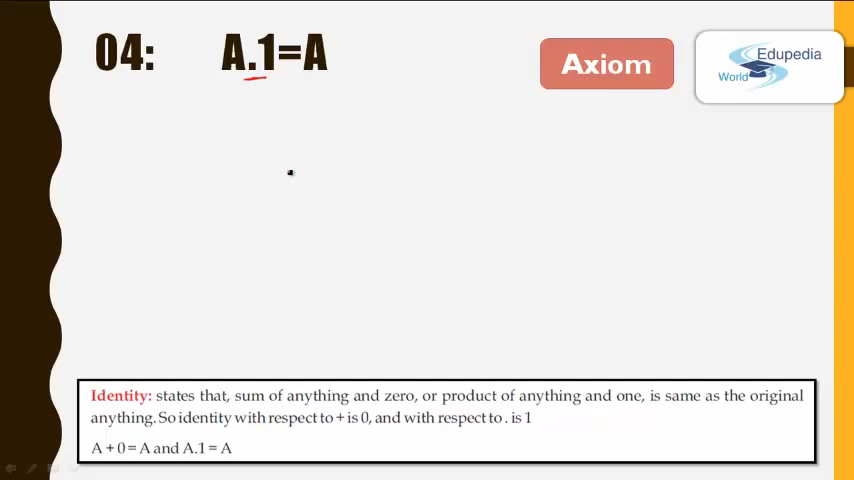 04: A.1=A
Axiom
Edupedia
World
Identity: states that, sum of anything and zero, or product of anything and one, is same as the original
anything. So identity with respect to + is 0, and with respect to . is 1
A + 0 = A and A.1 = A